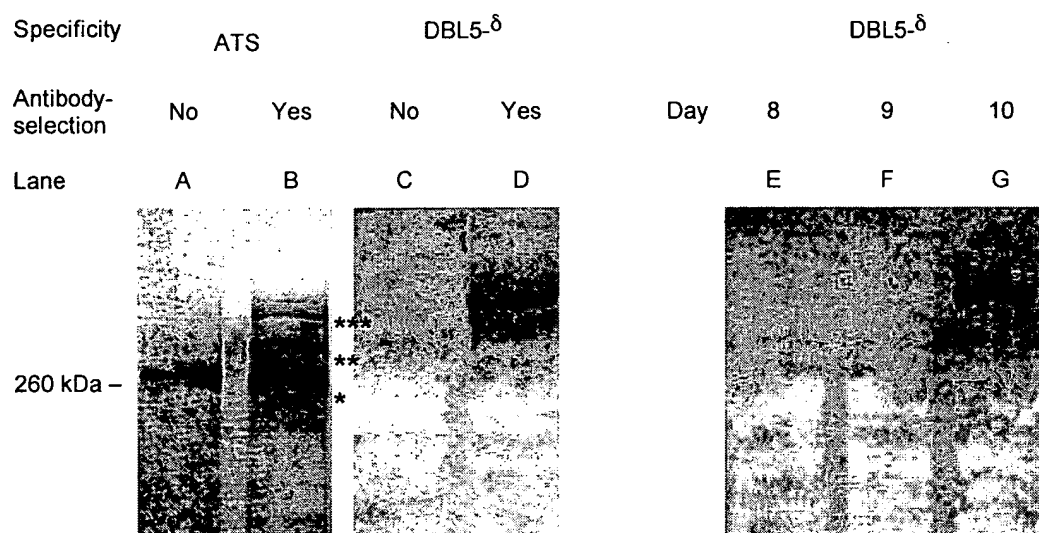 Specificity ATS DBL5-δ DBL5-δ
Antibody-
selection No Yes No Yes Day 8 9 10
Lane A B C D E F G
***
**
260 kDa –
*